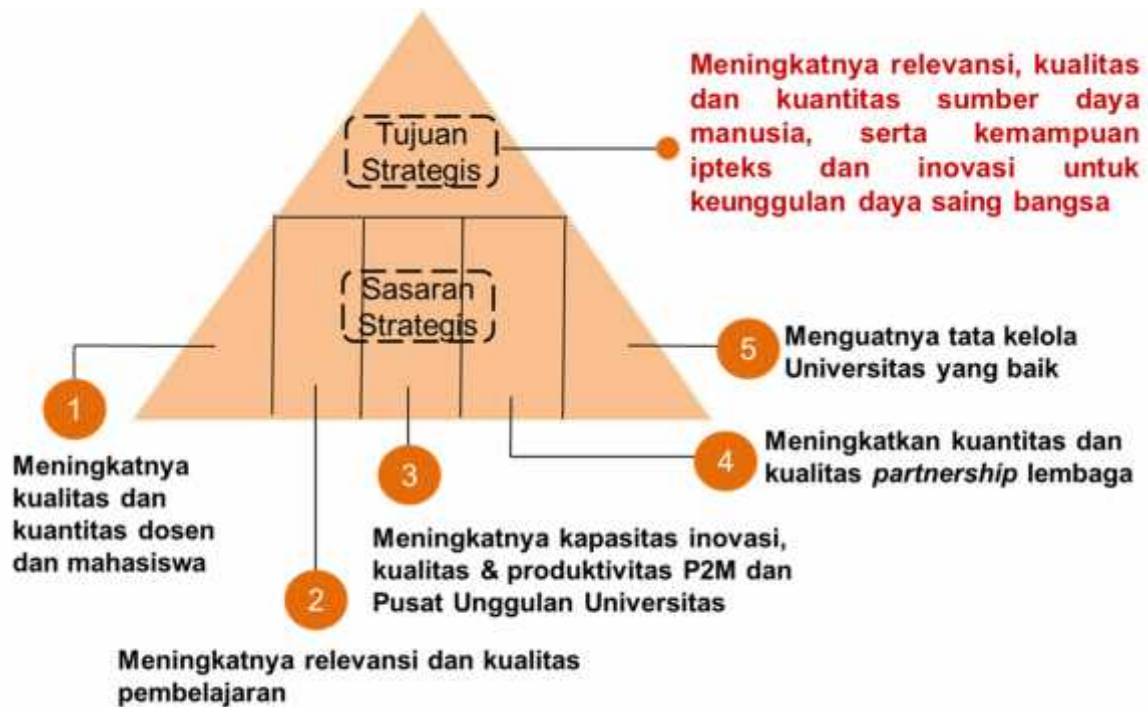 Tujuan
Strategis
Meningkatnya relevansi, kualitas
dan kuantitas sumber daya
manusia, serta kemampuan
ipteks dan inovasi untuk
keunggulan daya saing bangsa
Sasaran
Strategis
1
Meningkatnya
kualitas dan
kuantitas dosen
dan mahasiswa
2
Meningkatnya relevansi dan kualitas
pembelajaran
3
Meningkatnya kapasitas inovasi,
kualitas & produktivitas P2M dan
Pusat Unggulan Universitas
4
Meningkatkan kuantitas dan
kualitas partnership lembaga
5
Menguatnya tata kelola
Universitas yang baik